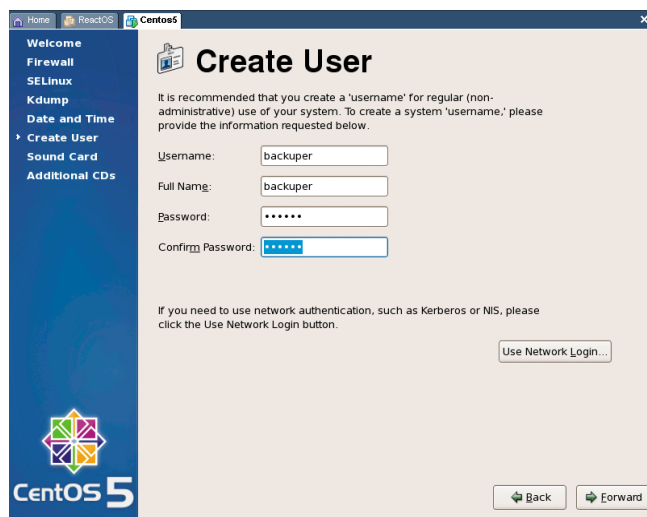 Home ReactOS Centos5
Welcome
Firewall
SELinux
Kdump
Date and Time
Create User
Sound Card
Additional CDs
Create User
It is recommended that you create a 'username' for regular (non-
administrative) use of your system. To create a system 'username,' please
provide the information requested below.
Username: backuper
Full Name: backuper
Password: ••••••
Confirm Password: ••••••
If you need to use network authentication, such as Kerberos or NIS, please
click the Use Network Login button.
Use Network Login...
CentOS 5
Back Forward